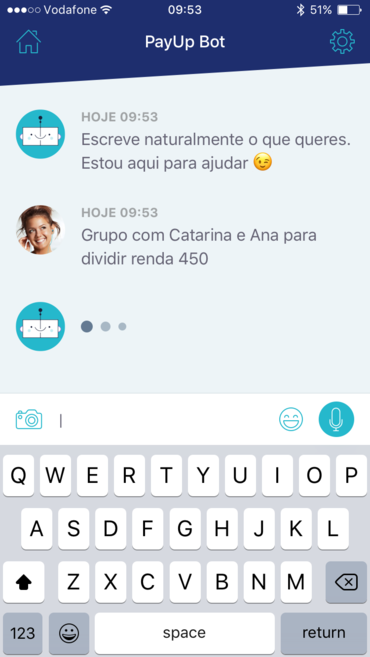 Vodafone 09:53 51%
PayUp Bot
HOJE 09:53
Escreve naturalmente o que queres.
Estou aqui para ajudar 😉
HOJE 09:53
Grupo com Catarina e Ana para
dividir renda 450
Q W E R T Y U I O P
A S D F G H J K L
Z X C V B N M
123 space return